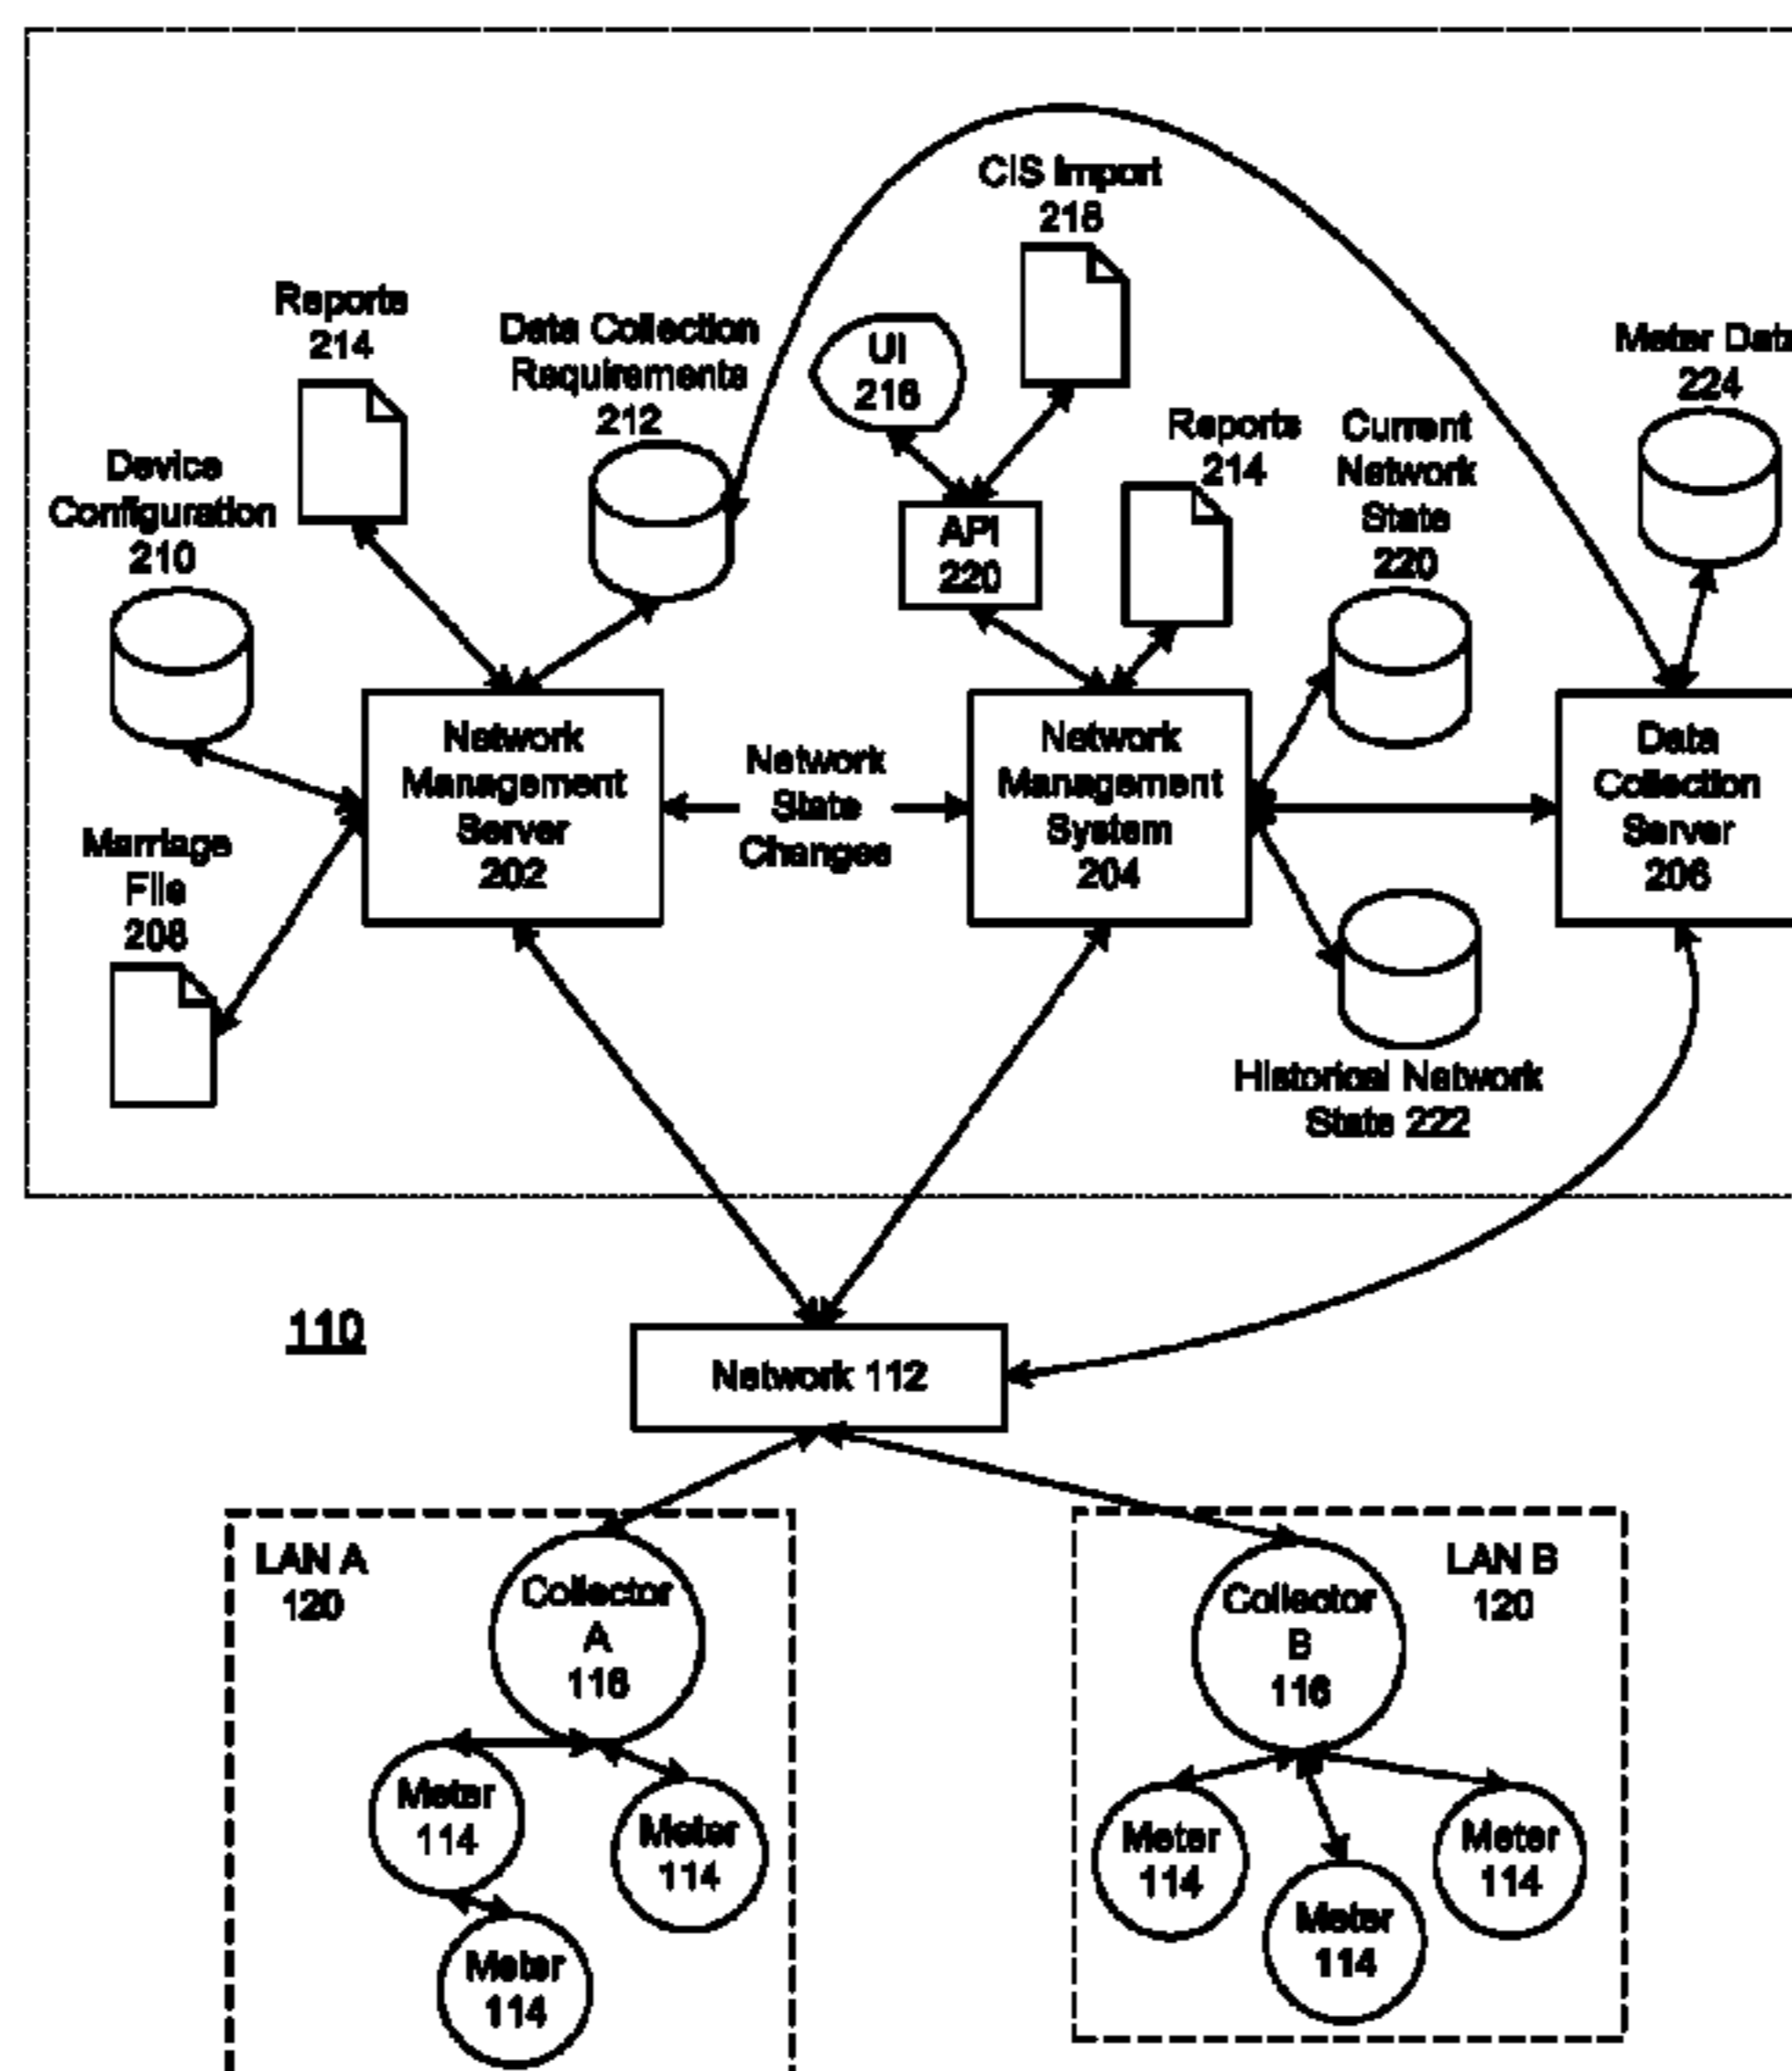 CIS Import
218
Reports
214
Data Collection
Requirements
212
UI
216
Meter Data
224
Reports
214
Current
Network
State
220
Device
Configuration
210
API
220
Network
Management
Server
202
Network
State
Changes
Network
Management
System
204
Data
Collection
Server
206
Marriage
File
208
Historical Network
State 222
110
Network 112
LAN A
120
Collector
A
116
LAN B
120
Collector
B
116
Meter
114
Meter
114
Meter
114
Meter
114
Meter
114
Meter
114